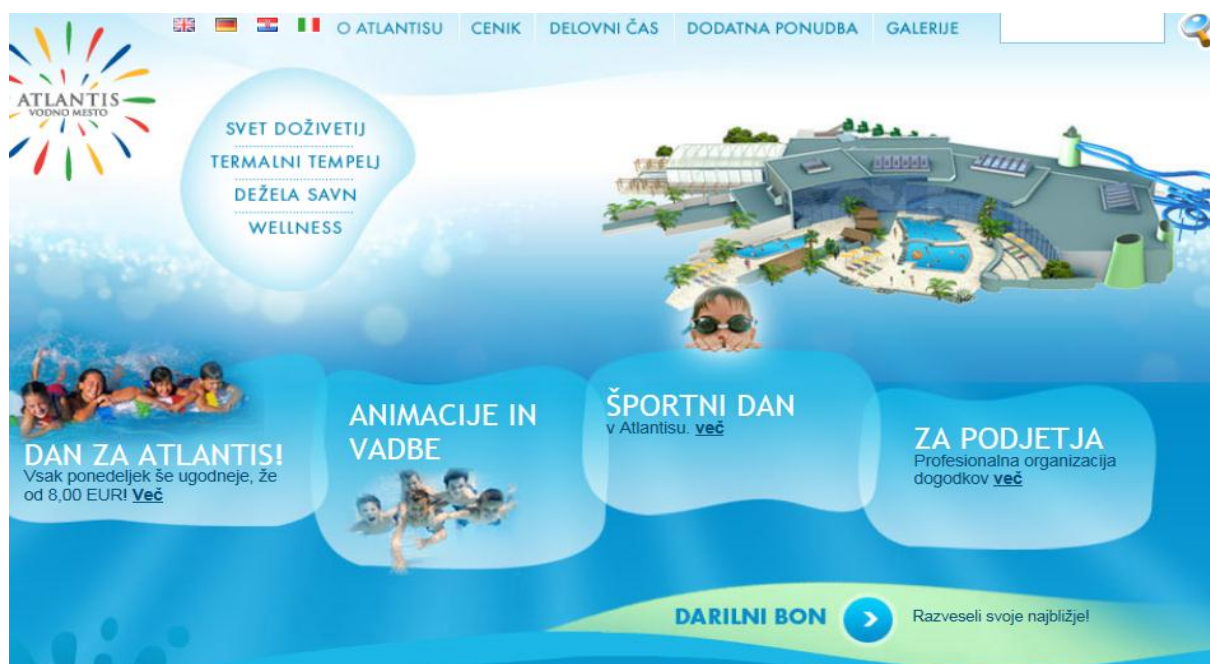 O ATLANTISU CENIK DELOVNI ČAS DODATNA PONUDBA GALERIJE
ATLANTIS
VODNO MESTO
SVET DOŽIVETIJ
TERMALNI TEMPELJ
DEŽELA SAVN
WELLNESS
DAN ZA ATLANTIS!
Vsak ponedeljek še ugodneje, že
od 8,00 EUR! Več
ANIMACIJE IN
VADBE
ŠPORTNI DAN
v Atlantisu. več
ZA PODJETJA
Profesionalna organizacija
dogodkov več
DARILNI BON
Razveseli svoje najbližje!